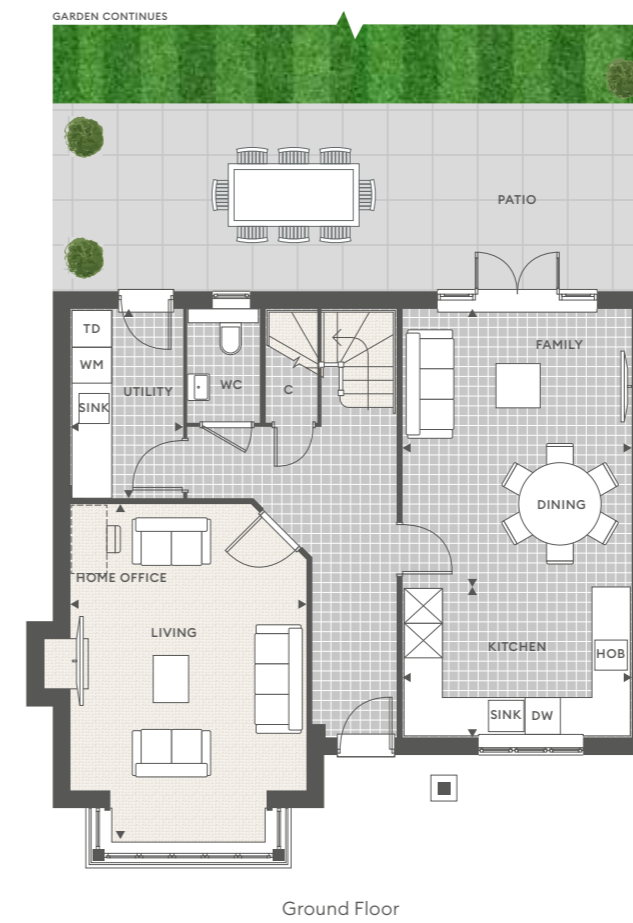 GARDEN CONTINUES
PATIO
TD
FAMILY
WM
UTILITY
WC
C
SINK
DINING
HOME OFFICE
LIVING
KITCHEN
HOB
SINK
DW
Ground Floor